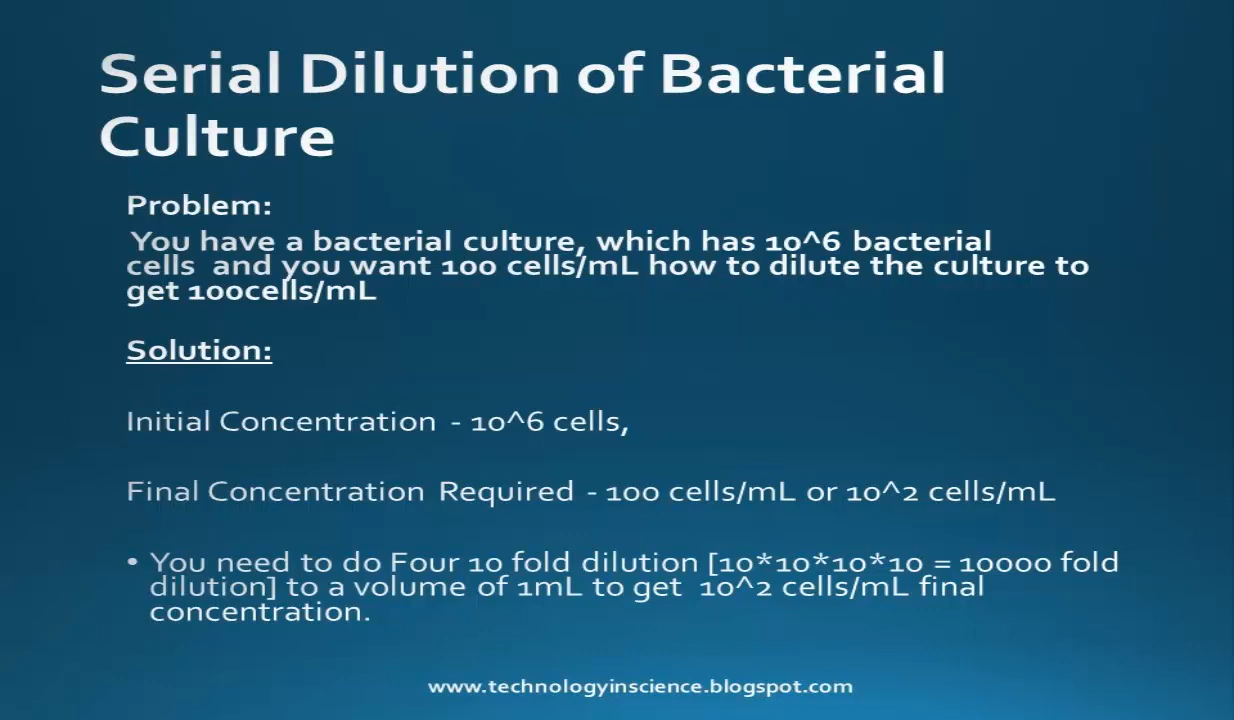 Serial Dilution of Bacterial
Culture
Problem:
You have a bacterial culture, which has 10^6 bacterial
cells and you want 100 cells/mL how to dilute the culture to
get 100cells/mL
Solution:
Initial Concentration - 10^6 cells,
Final Concentration Required - 100 cells/mL or 10^2 cells/mL
• You need to do Four 10 fold dilution [10*10*10*10 = 10000 fold
dilution] to a volume of 1mL to get 10^2 cells/mL final
concentration.
www.technologyinscience.blogspot.com